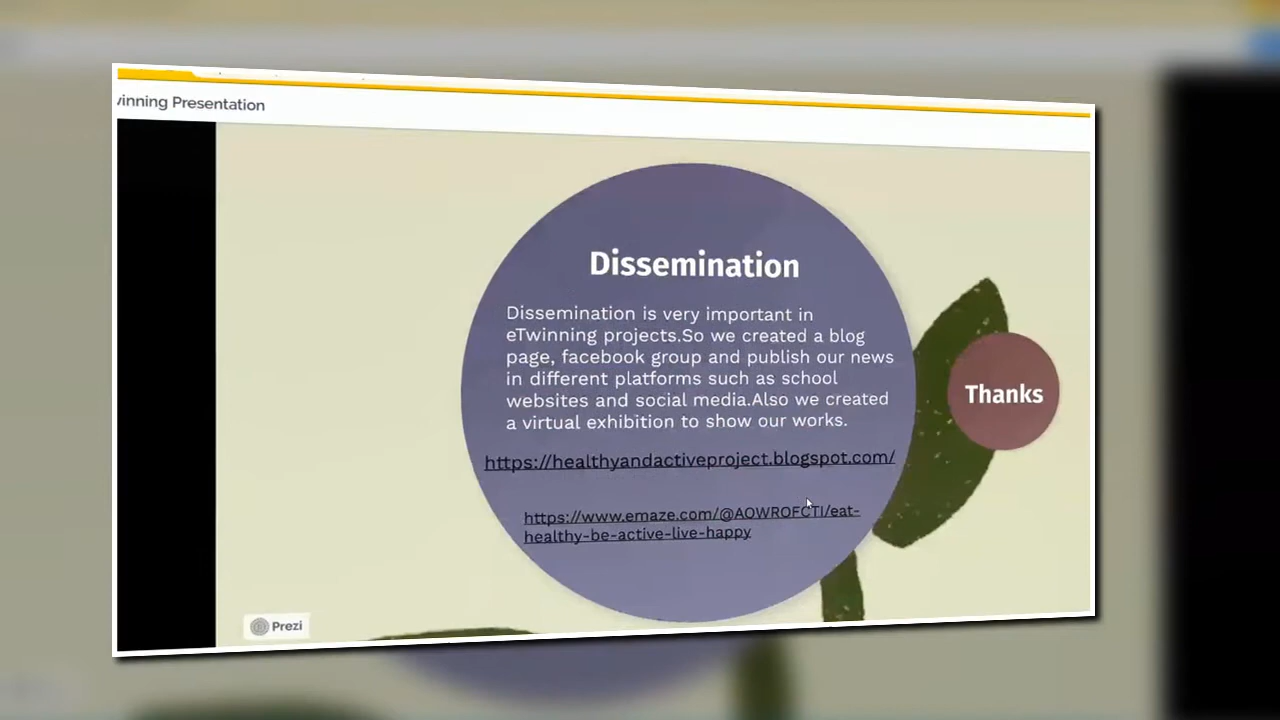 Presentation
Dissemination
Dissemination is very important in
eTwinning projects.So we created a blog
page, facebook group and publish our news
in different platforms such as school
websites and social media.Also we created
a virtual exhibition to show our works.
Thanks
https://healthyandactiveproject.blogspot.com/
https://www.emaze.com/@AOWROFCTI/eat-
healthy-be-active-live-happy
Prezi